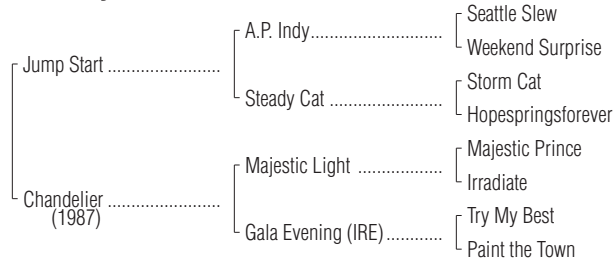 Seattle Slew
A.P. Indy
Weekend Surprise
Jump Start
Storm Cat
Steady Cat
Hopespringsforever
Majestic Prince
Majestic Light
Irradiate
Chandelier
(1987)
Try My Best
Gala Evening (IRE)
Paint the Town